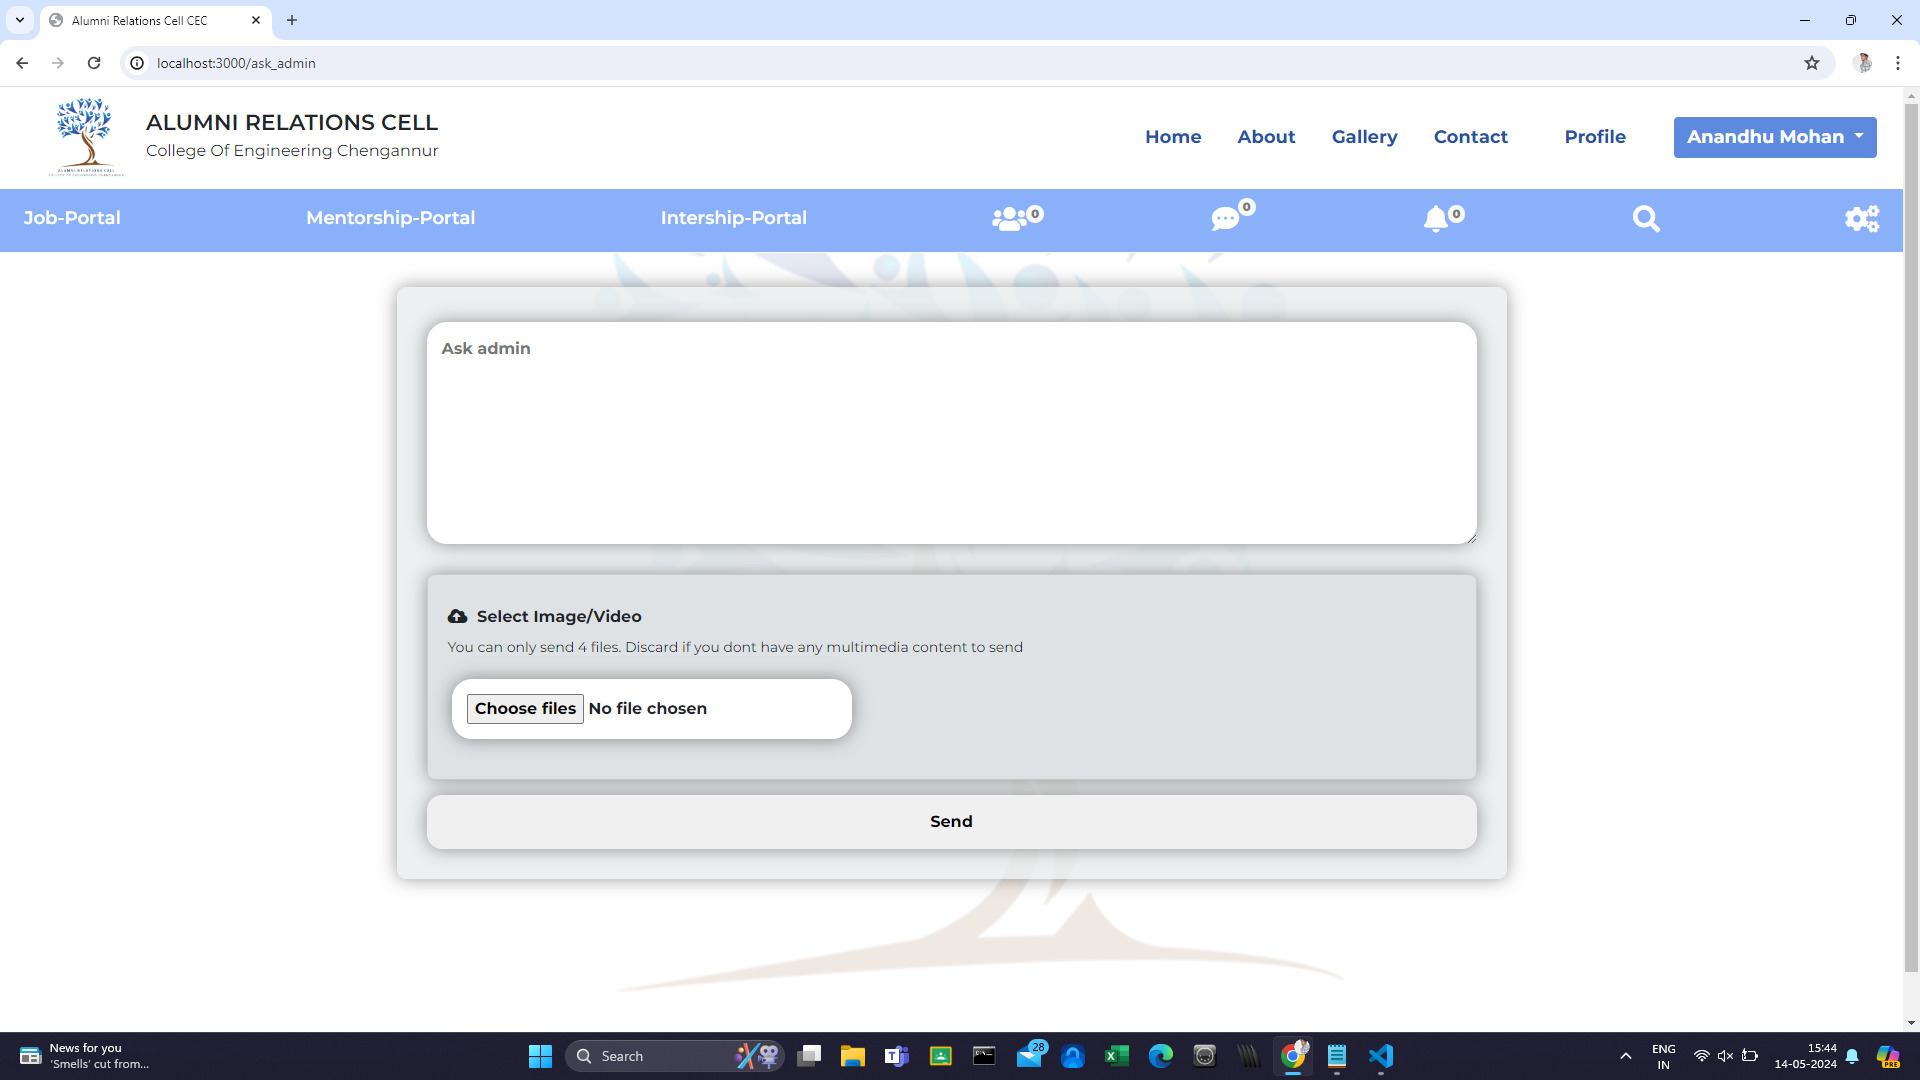 Alumni Relations Cell CEC
localhost:3000/ask_admin
ALUMNI RELATIONS CELL
College Of Engineering Chengannur
Home About Gallery Contact Profile Anandhu Mohan
Job-Portal Mentorship-Portal Intership-Portal 0 0 0
Ask admin
Select Image/Video
You can only send 4 files. Discard if you dont have any multimedia content to send
Choose files No file chosen
Send
News for you
'Smells' cut from...
Search
28
ENG
IN
15:44
14-05-2024
PRE